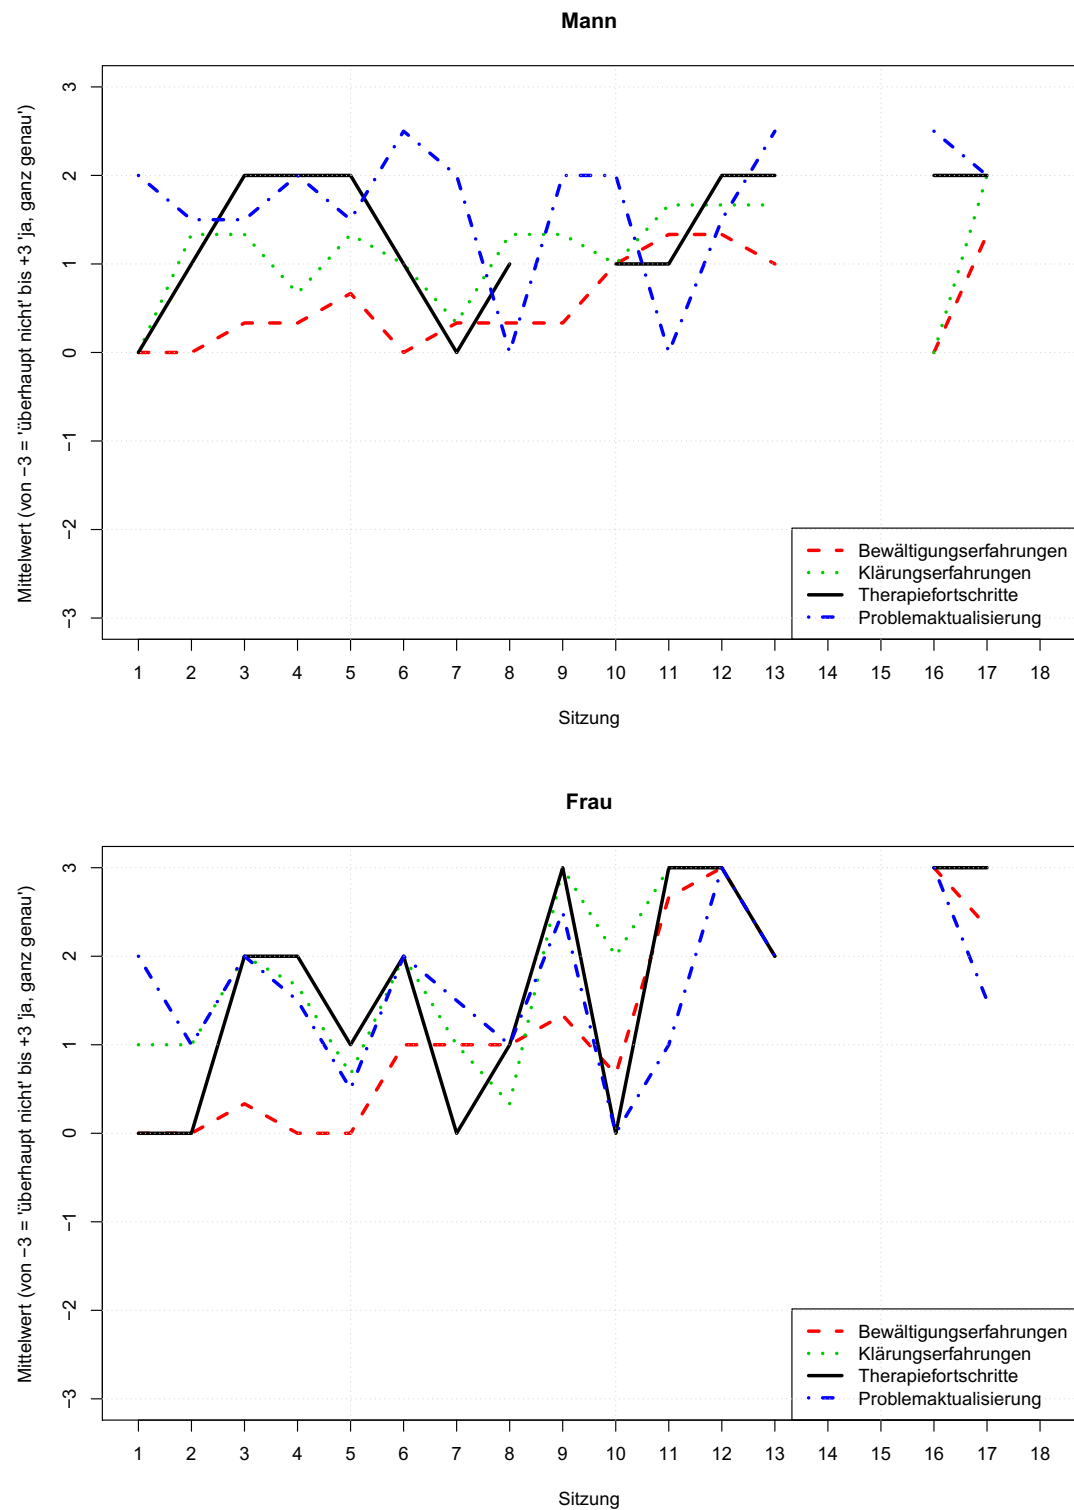 Mann
Mittelwert (von −3 = 'überhaupt nicht' bis +3 'ja, ganz genau')
3
2
1
0
−1
−2
−3
Bewältigungserfahrungen
Klärungserfahrungen
Therapiefortschritte
Problemaktualisierung
1 2 3 4 5 6 7 8 9 10 11 12 13 14 15 16 17 18
Sitzung
Frau
Mittelwert (von −3 = 'überhaupt nicht' bis +3 'ja, ganz genau')
3
2
1
0
−1
−2
−3
Bewältigungserfahrungen
Klärungserfahrungen
Therapiefortschritte
Problemaktualisierung
1 2 3 4 5 6 7 8 9 10 11 12 13 14 15 16 17 18
Sitzung